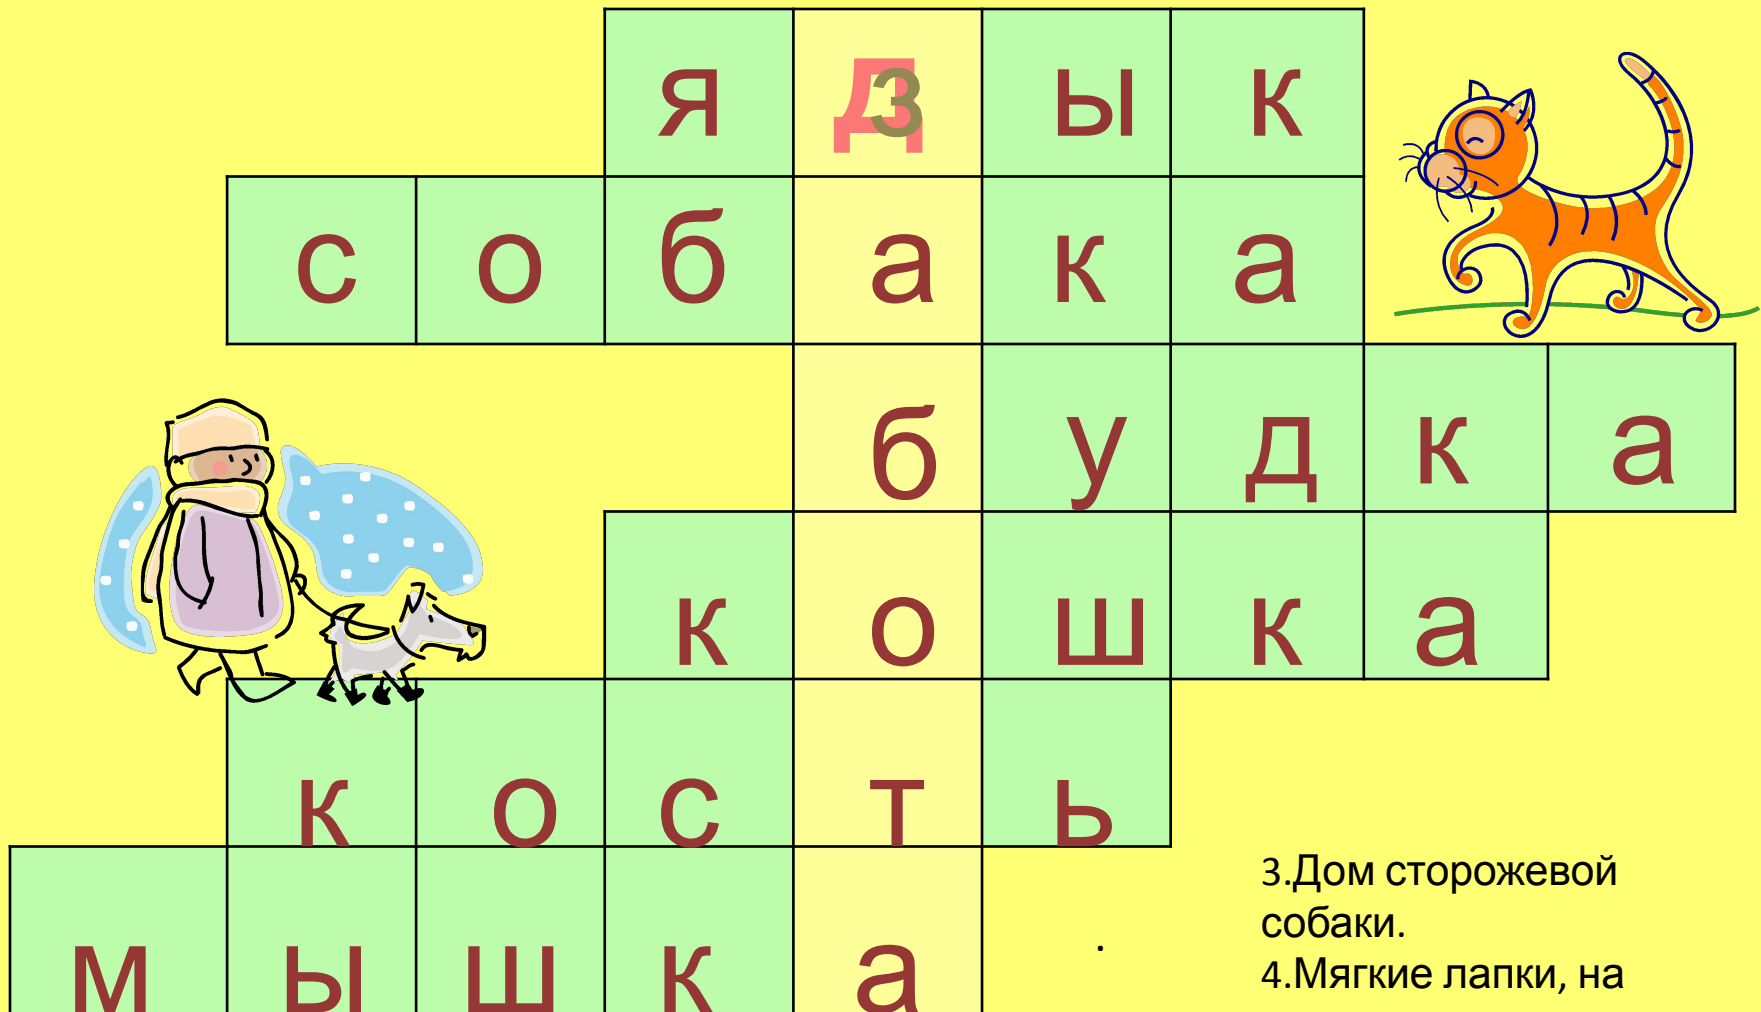 я з ы к
с о б а к а
б у д к а
к о ш к а
к о с т ь
м ы ш к а
.
3.Дом сторожевой
собаки.
4.Мягкие лапки, на